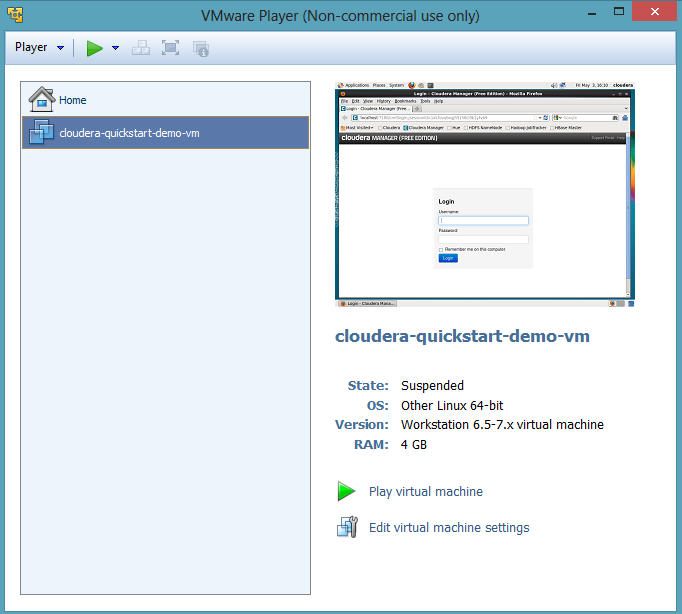 VMware Player (Non-commercial use only)
Player
Home
cloudera-quickstart-demo-vm
Applications Places System
Fri May 3, 16:10 cloudera
Login - Cloudera Manager (Free Edition) - Mozilla Firefox
File Edit View History Bookmarks Tools Help
Login - Cloudera Manager (Free ...
Google
Most Visited Cloudera Cloudera Manager Hue HDFS NameNode Hadoop JobTracker HBase Master
cloudera MANAGER (FREE EDITION)
Support Portal Help
Login
Username:
Password:
Remember me on this computer.
Login
Login - Cloudera Mana...
cloudera-quickstart-demo-vm
State: Suspended
OS: Other Linux 64-bit
Version: Workstation 6.5-7.x virtual machine
RAM: 4 GB
Play virtual machine
Edit virtual machine settings